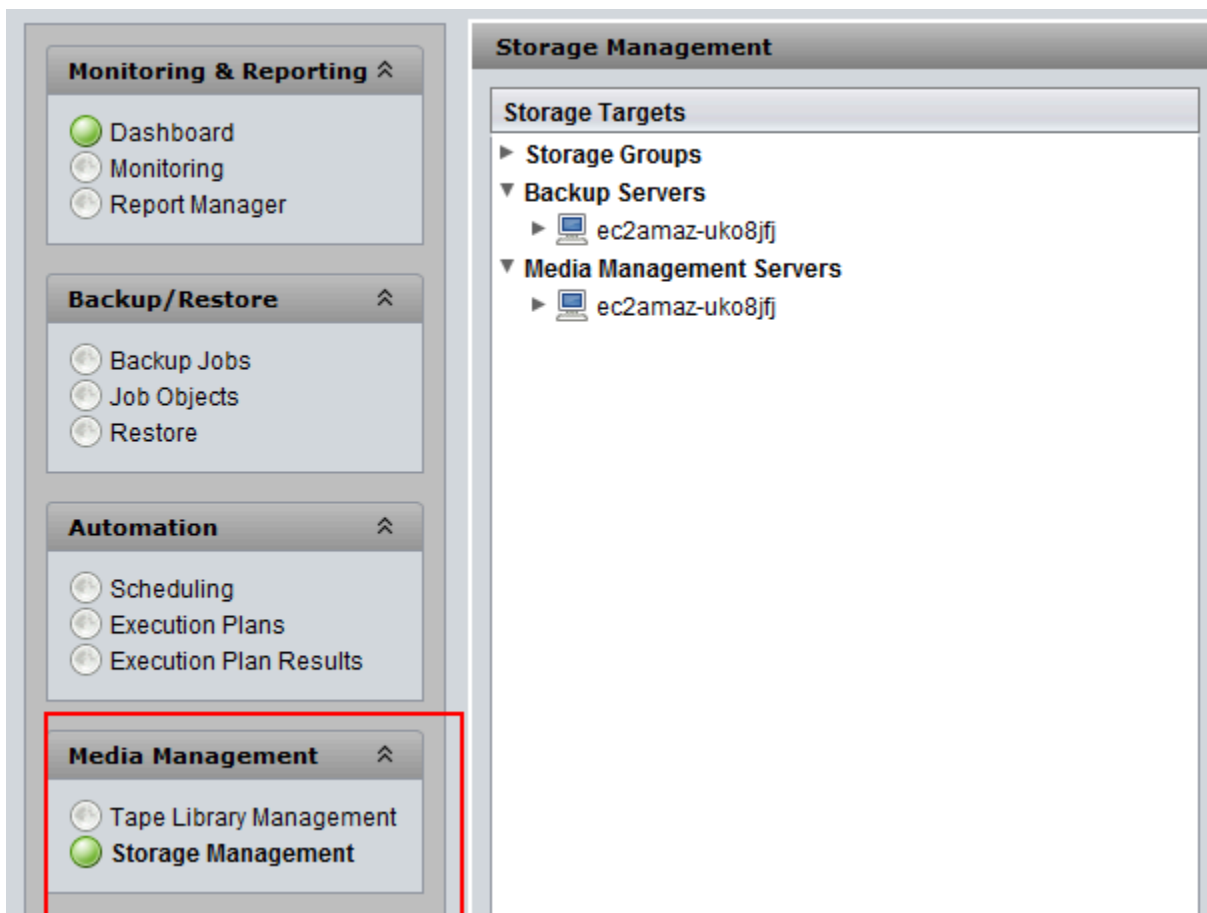 Monitoring & Reporting
Dashboard
Monitoring
Report Manager
Backup/Restore
Backup Jobs
Job Objects
Restore
Automation
Scheduling
Execution Plans
Execution Plan Results
Media Management
Tape Library Management
Storage Management
Storage Management
Storage Targets
Storage Groups
Backup Servers
ec2amaz-uko8jfj
Media Management Servers
ec2amaz-uko8jfj